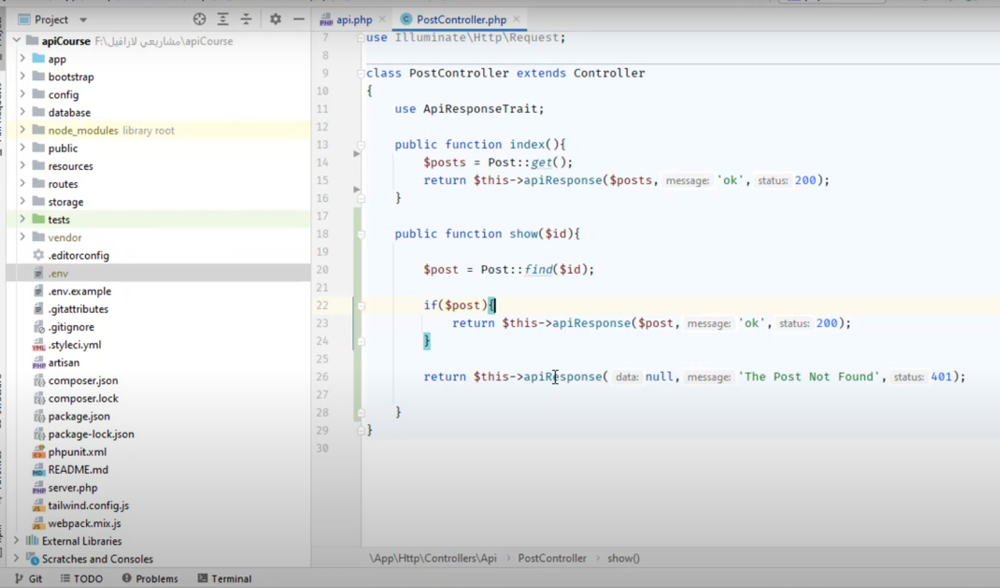 Project
api.php
PostController.php
apiCourse F:\مشاريعي لارافيل\apiCourse
app
bootstrap
config
database
node_modules library root
public
resources
routes
storage
tests
vendor
.editorconfig
.env
.env.example
.gitattributes
.gitignore
.styleci.yml
artisan
composer.json
composer.lock
package.json
package-lock.json
phpunit.xml
README.md
server.php
tailwind.config.js
webpack.mix.js
External Libraries
Scratches and Consoles
7 use Illuminate\Http\Request;
8
9 class PostController extends Controller
10 {
11 use ApiResponseTrait;
12
13 public function index(){
14 $posts = Post::get();
15 return $this->apiResponse($posts, message: 'ok', status: 200);
16 }
17
18 public function show($id){
19
20 $post = Post::find($id);
21
22 if($post){
23 return $this->apiResponse($post, message: 'ok', status: 200);
24 }
25
26 return $this->apiResponse( data: null, message: 'The Post Not Found', status: 401);
27
28 }
29 }
30
\App\Http\Controllers\Api › PostController › show()
Git TODO Problems Terminal